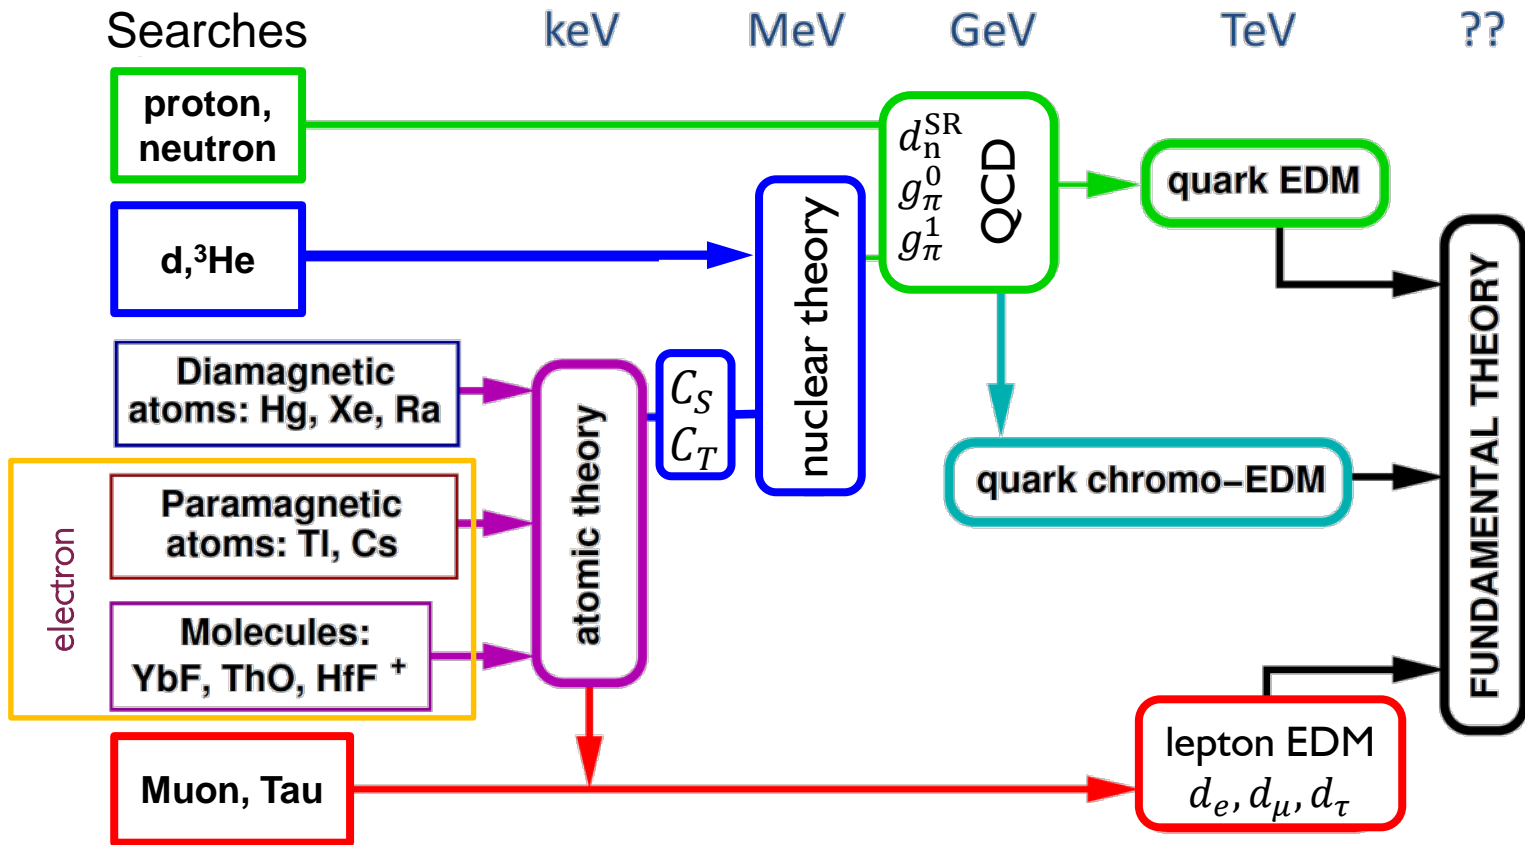 Searches keV MeV GeV TeV ??
proton,
neutron
d,³He
Diamagnetic
atoms: Hg, Xe, Ra
electron
Paramagnetic
atoms: Tl, Cs
Molecules:
YbF, ThO, HfF ⁺
Muon, Tau
atomic theory
C_S
C_T
nuclear theory
d_n^SR
g_π^0
g_π^1
QCD
quark EDM
quark chromo–EDM
lepton EDM
d_e, d_μ, d_τ
FUNDAMENTAL THEORY